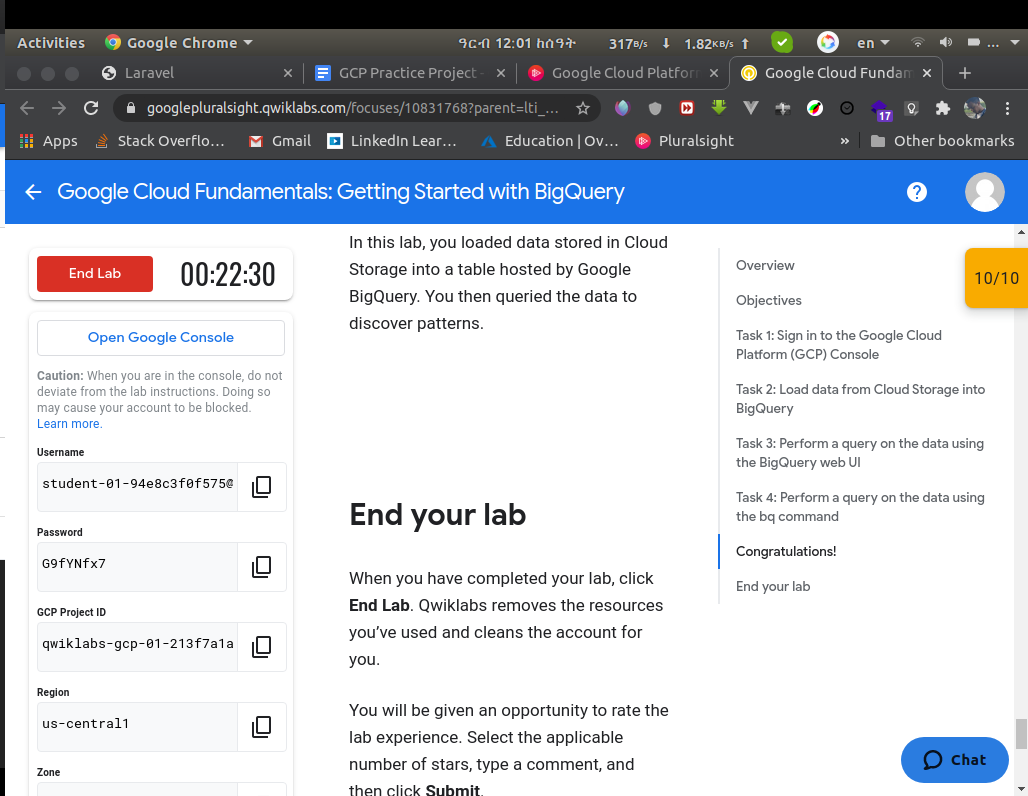 Activities
Google Chrome
ዓርብ 12:01 ከሰዓት
317B/s ↓ 1.82KB/s ↑
en
...
Laravel
GCP Practice Project -
Google Cloud Platfor
Google Cloud Fundam
googlepluralsight.qwiklabs.com/focuses/10831768?parent=lti_...
17
Apps
Stack Overflo...
Gmail
LinkedIn Lear...
Education | Ov...
Pluralsight
»
Other bookmarks
Google Cloud Fundamentals: Getting Started with BigQuery
?
End Lab
00:22:30
Open Google Console
Caution: When you are in the console, do not
deviate from the lab instructions. Doing so
may cause your account to be blocked.
Learn more.
Username
student-01-94e8c3f0f575@
Password
G9fYNfx7
GCP Project ID
qwiklabs-gcp-01-213f7a1a
Region
us-central1
Zone
In this lab, you loaded data stored in Cloud
Storage into a table hosted by Google
BigQuery. You then queried the data to
discover patterns.
End your lab
When you have completed your lab, click
End Lab. Qwiklabs removes the resources
you’ve used and cleans the account for
you.
You will be given an opportunity to rate the
lab experience. Select the applicable
number of stars, type a comment, and
then click Submit.
Overview
Objectives
Task 1: Sign in to the Google Cloud
Platform (GCP) Console
Task 2: Load data from Cloud Storage into
BigQuery
Task 3: Perform a query on the data using
the BigQuery web UI
Task 4: Perform a query on the data using
the bq command
Congratulations!
End your lab
10/10
Chat